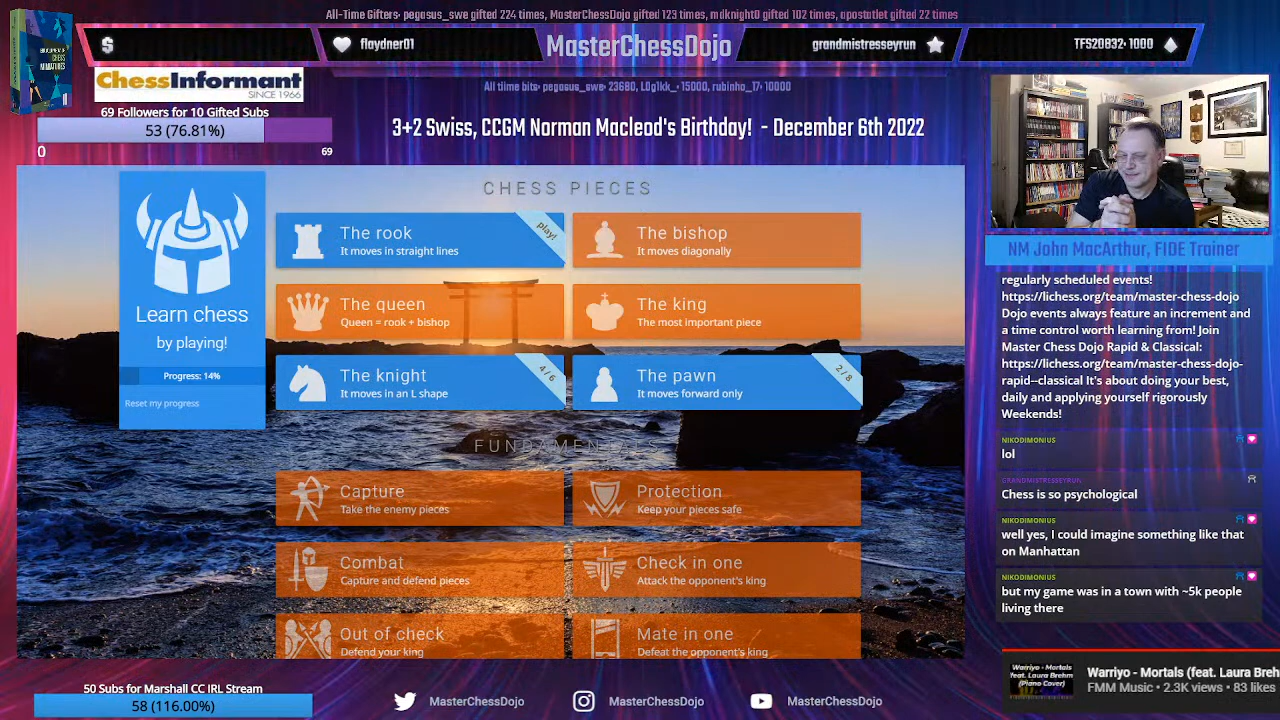 All-Time Gifters• pegasus_swe gifted 224 times, MasterChessDojo gifted 123 times, mdknight0 gifted 102 times, apostatlet gifted 22 times
$
flaydner01
MasterChessDojo
grandmistresseyrun
TFS20832• 1000
ChessInformant
SINCE 1966
All time bits• pegasus_swe• 23680, L0g1kk_• 15000, rubinho_17• 10000
69 Followers for 10 Gifted Subs
53 (76.81%)
0
69
3+2 Swiss, CCGM Norman Macleod's Birthday! - December 6th 2022
CHESS PIECES
Learn chess
by playing!
Progress: 14%
Reset my progress
The rook
It moves in straight lines
play!
The bishop
It moves diagonally
The queen
Queen = rook + bishop
The king
The most important piece
The knight
It moves in an L shape
4/6
The pawn
It moves forward only
2/8
FUNDAMENTALS
Capture
Take the enemy pieces
Protection
Keep your pieces safe
Combat
Capture and defend pieces
Check in one
Attack the opponent's king
Out of check
Defend your king
Mate in one
Defeat the opponent's king
NM John MacArthur, FIDE Trainer
regularly scheduled events!
https://lichess.org/team/master-chess-dojo
Dojo events always feature an increment and
a time control worth learning from! Join
Master Chess Dojo Rapid & Classical:
https://lichess.org/team/master-chess-dojo-
rapid--classical It's about doing your best,
daily and applying yourself rigorously
Weekends!
NIKODIMONIUS
lol
GRANDMISTRESSEYRUN
Chess is so psychological
NIKODIMONIUS
well yes, I could imagine something like that
on Manhattan
NIKODIMONIUS
but my game was in a town with ~5k people
living there
Warriyo - Mortals
feat. Laura Brehm
(Piano Cover)
Warriyo - Mortals (feat. Laura Breh
FMM Music • 2.3K views • 83 likes
50 Subs for Marshall CC IRL Stream
58 (116.00%)
MasterChessDojo
MasterChessDojo
MasterChessDojo